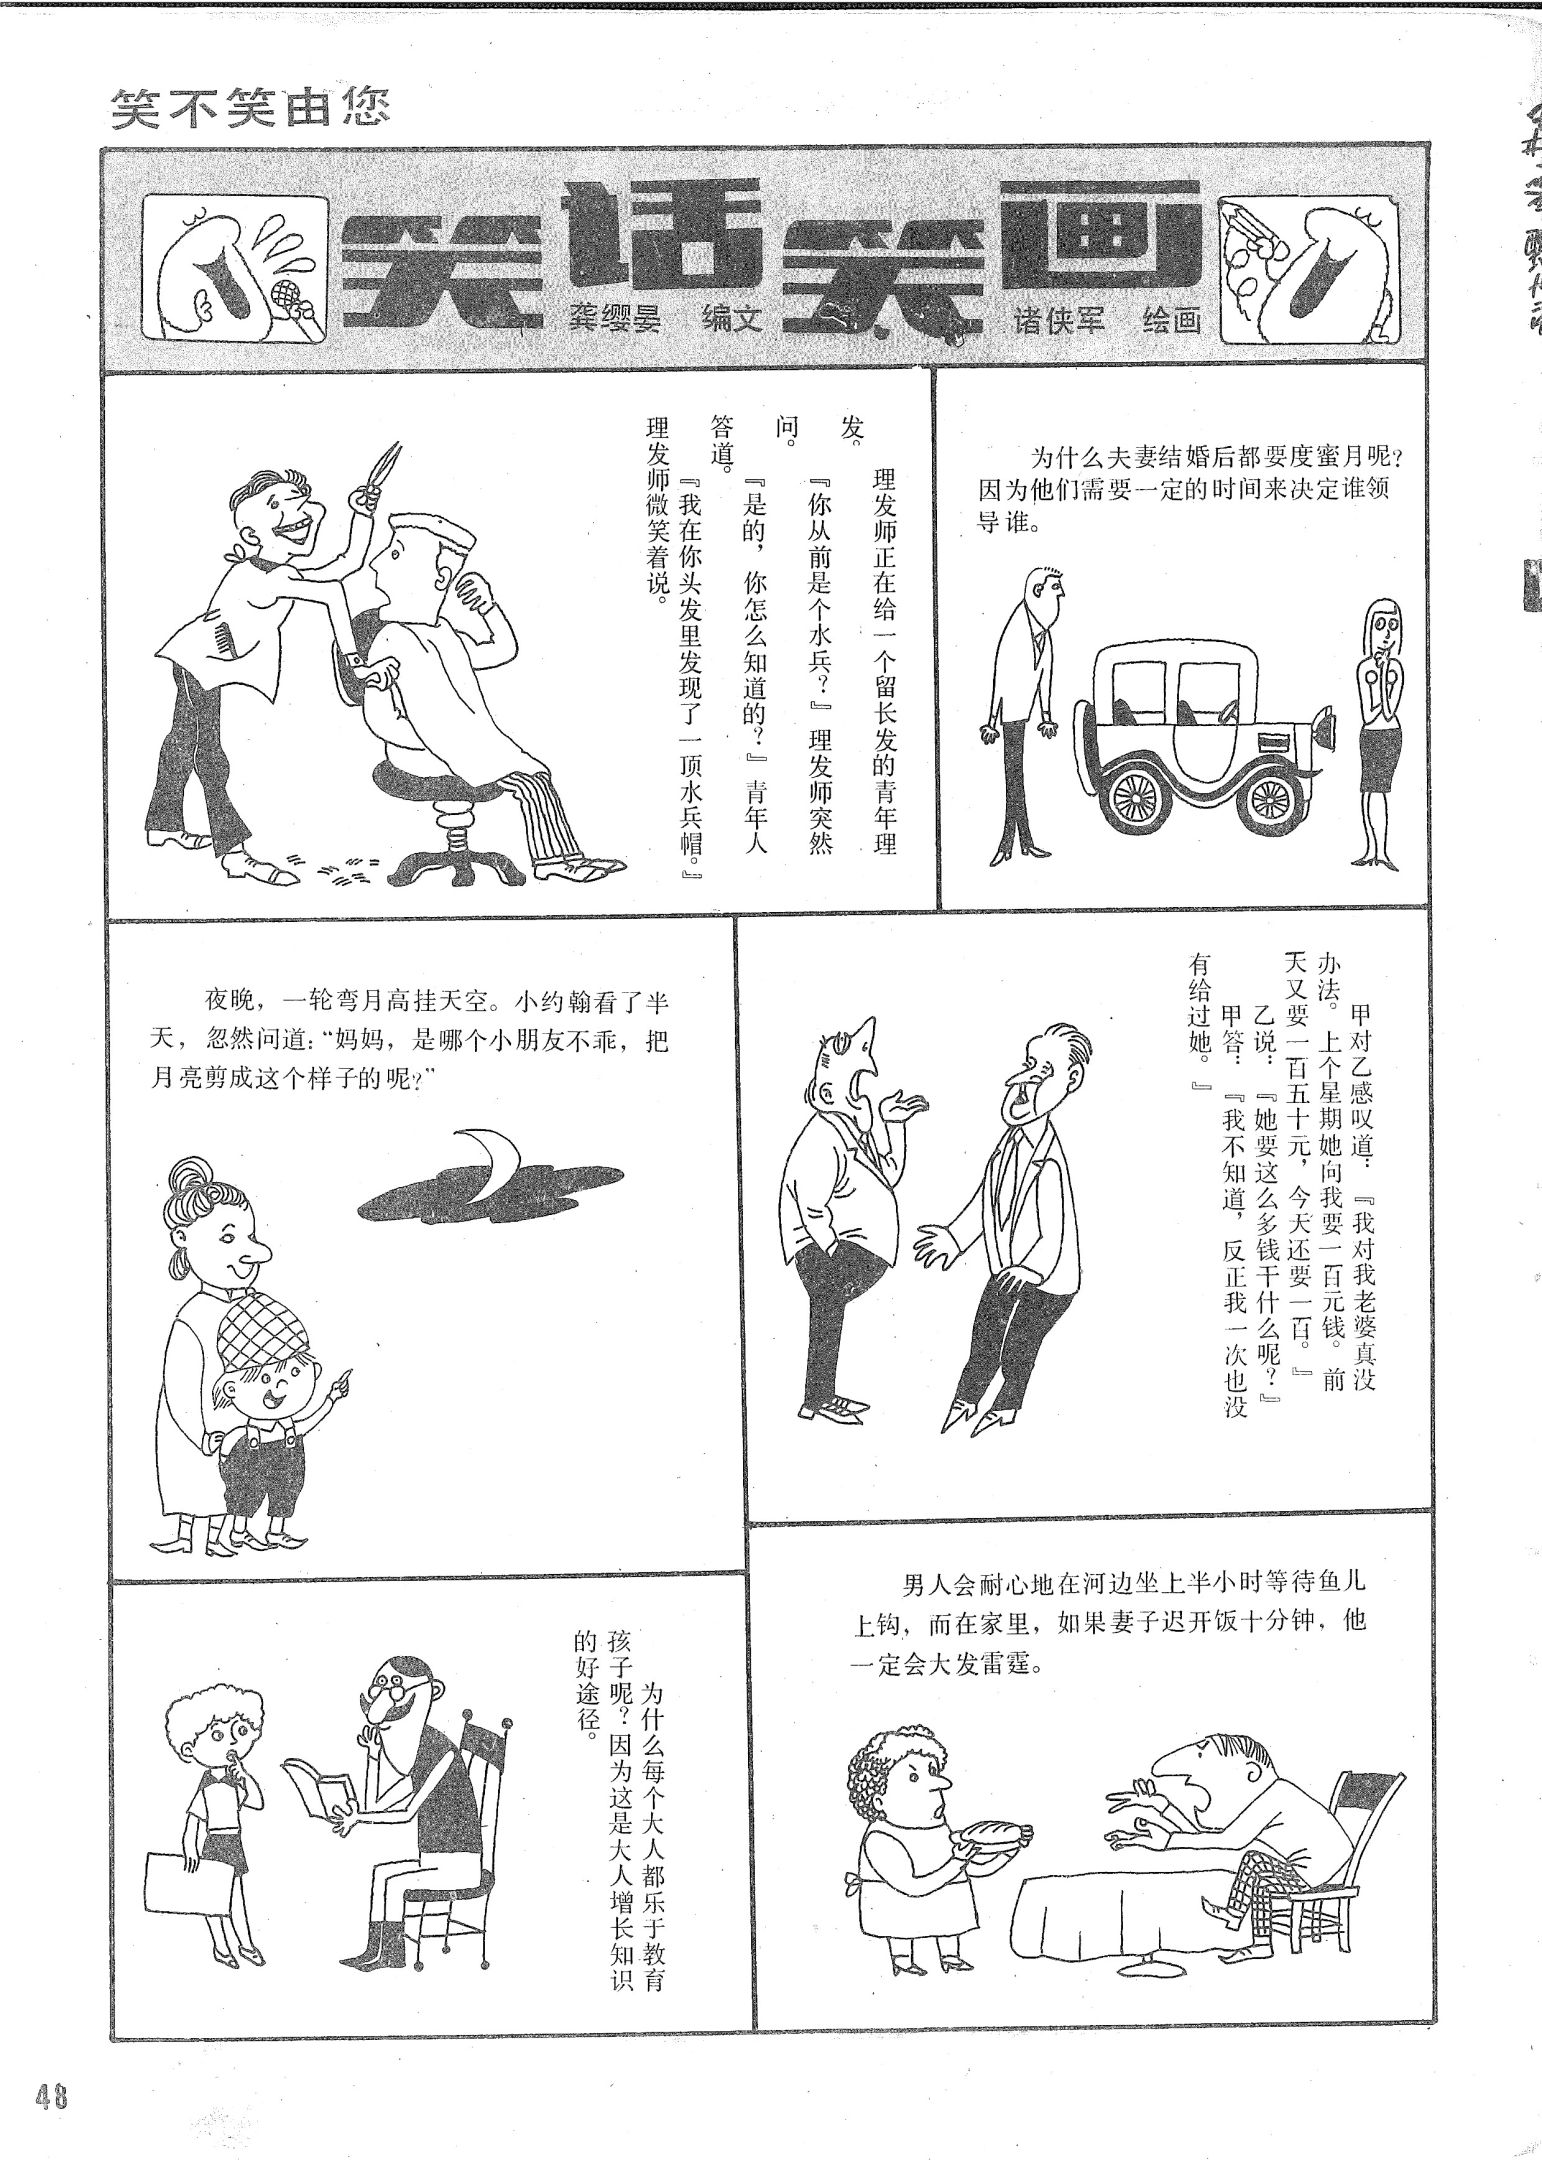 笑不笑由您
笑话笑画
龚缨晏 编文
诸侠军 绘画
理发师正在给一个留长发的青年理
发。
『你从前是个水兵？』理发师突然
问。
『是的，你怎么知道的？』青年人
答道。
『我在你头发里发现了一顶水兵帽。』
理发师微笑着说。
为什么夫妻结婚后都要度蜜月呢？
因为他们需要一定的时间来决定谁领
导谁。
夜晚，一轮弯月高挂天空。小约翰看了半
天，忽然问道：“妈妈，是哪个小朋友不乖，把
月亮剪成这个样子的呢？”
甲对乙感叹道：『我对我老婆真没
办法。上个星期她向我要一百元钱。前
天又要一百五十元，今天还要一百。』
乙说：『她要这么多钱干什么呢？』
甲答：『我不知道，反正我一次也没
有给过她。』
为什么每个大人都乐于教育
孩子呢？因为这是大人增长知识
的好途径。
男人会耐心地在河边坐上半小时等待鱼儿
上钩，而在家里，如果妻子迟开饭十分钟，他
一定会大发雷霆。
48